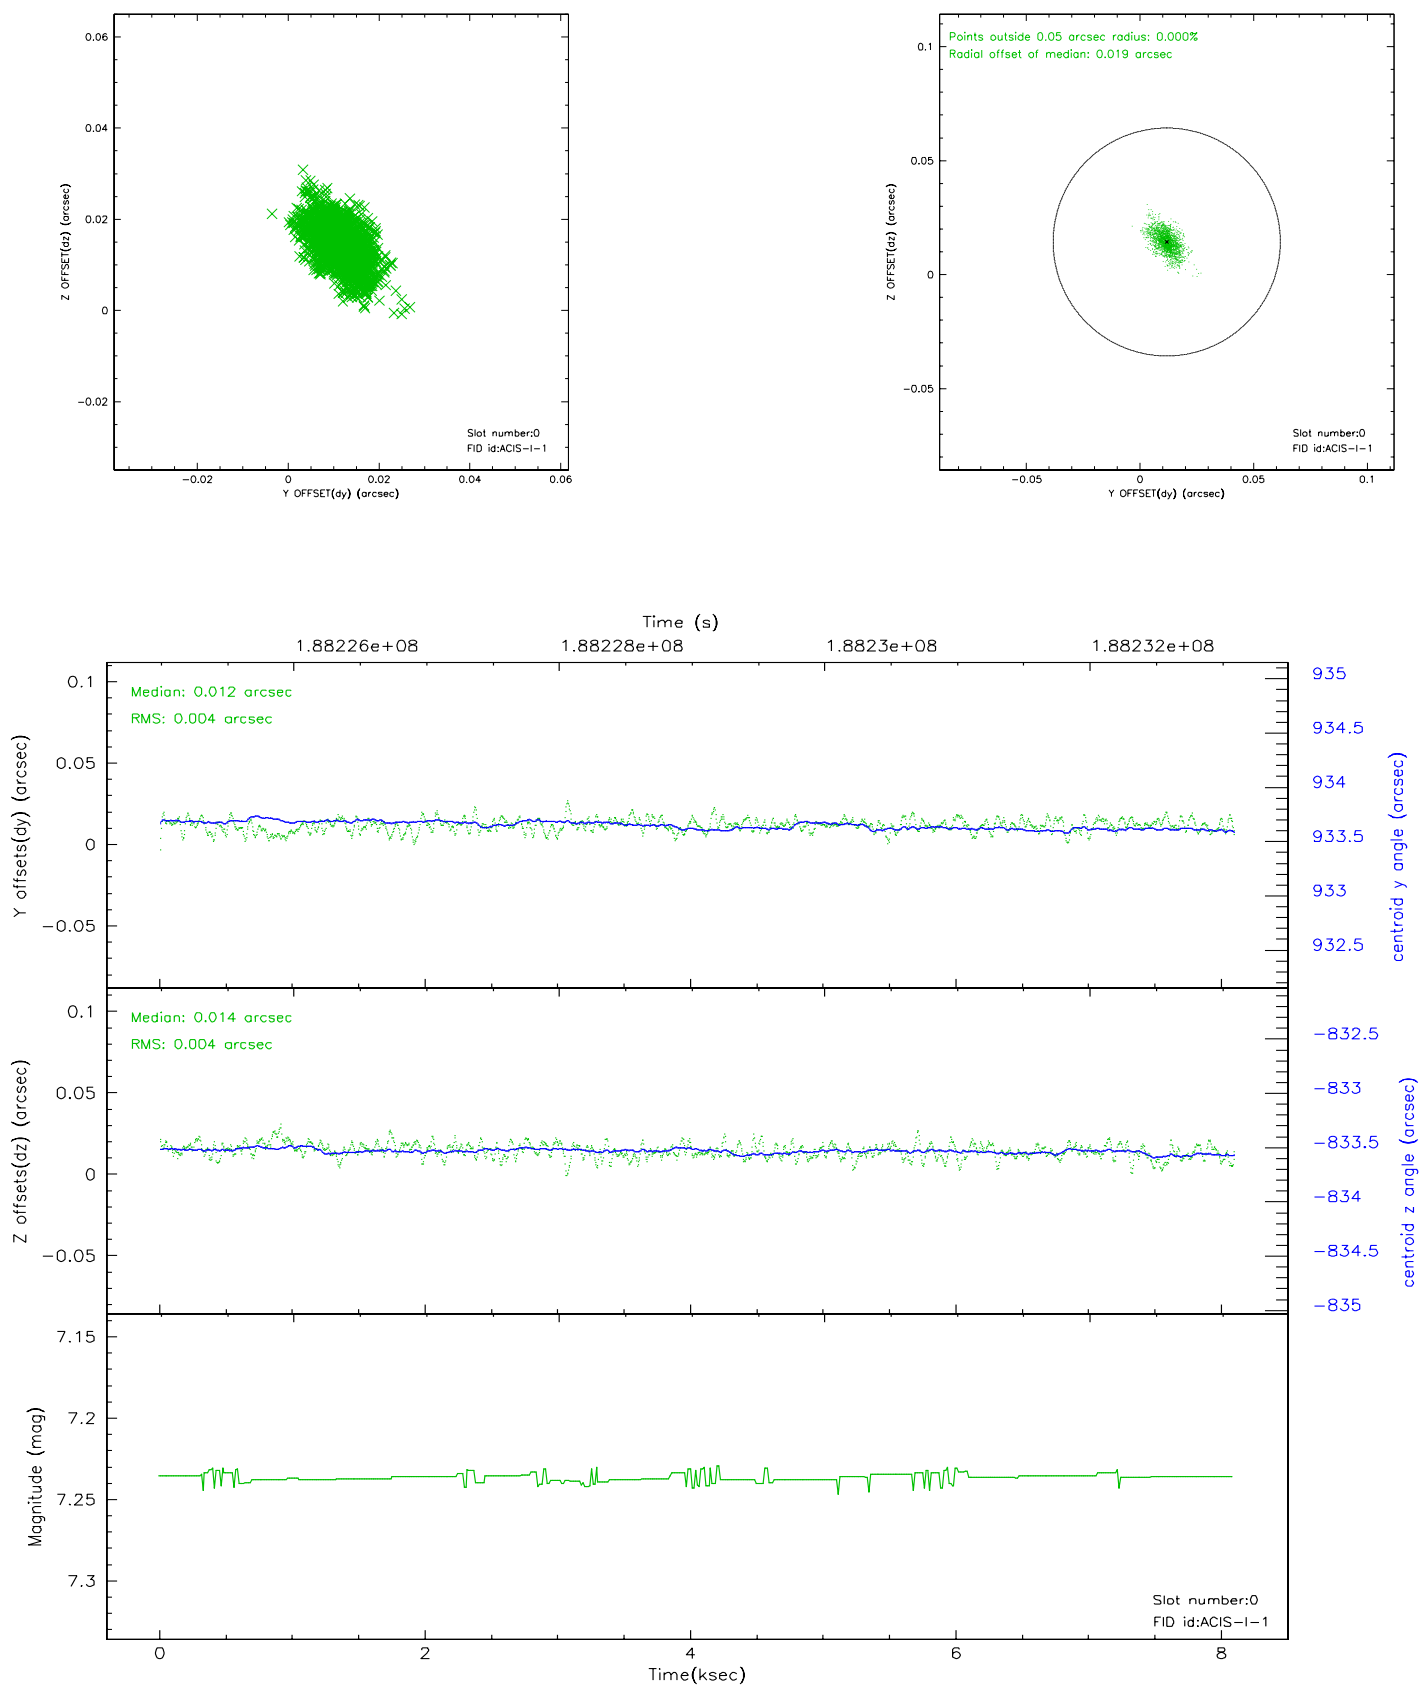 0.06
0.04
0.02
0
−0.02
Z OFFSET(dz) (arcsec)
Slot number:0
FID id:ACIS−I−1
−0.02
0
0.02
0.04
0.06
Y OFFSET(dy) (arcsec)
Points outside 0.05 arcsec radius: 0.000%
Radial offset of median: 0.019 arcsec
0.1
0.05
0
−0.05
Z OFFSET(dz) (arcsec)
Slot number:0
FID id:ACIS−I−1
−0.05
0
0.05
0.1
Y OFFSET(dy) (arcsec)
Time (s)
1.88226e+08
1.88228e+08
1.8823e+08
1.88232e+08
Median: 0.012 arcsec
RMS: 0.004 arcsec
0.1
0.05
0
−0.05
Y offsets(dy) (arcsec)
935
934.5
934
933.5
933
932.5
centroid y angle (arcsec)
Median: 0.014 arcsec
RMS: 0.004 arcsec
0.1
0.05
0
−0.05
Z offsets(dz) (arcsec)
−832.5
−833
−833.5
−834
−834.5
−835
centroid z angle (arcsec)
7.15
7.2
7.25
7.3
Magnitude (mag)
Slot number:0
FID id:ACIS−I−1
0
2
4
6
8
Time(ksec)